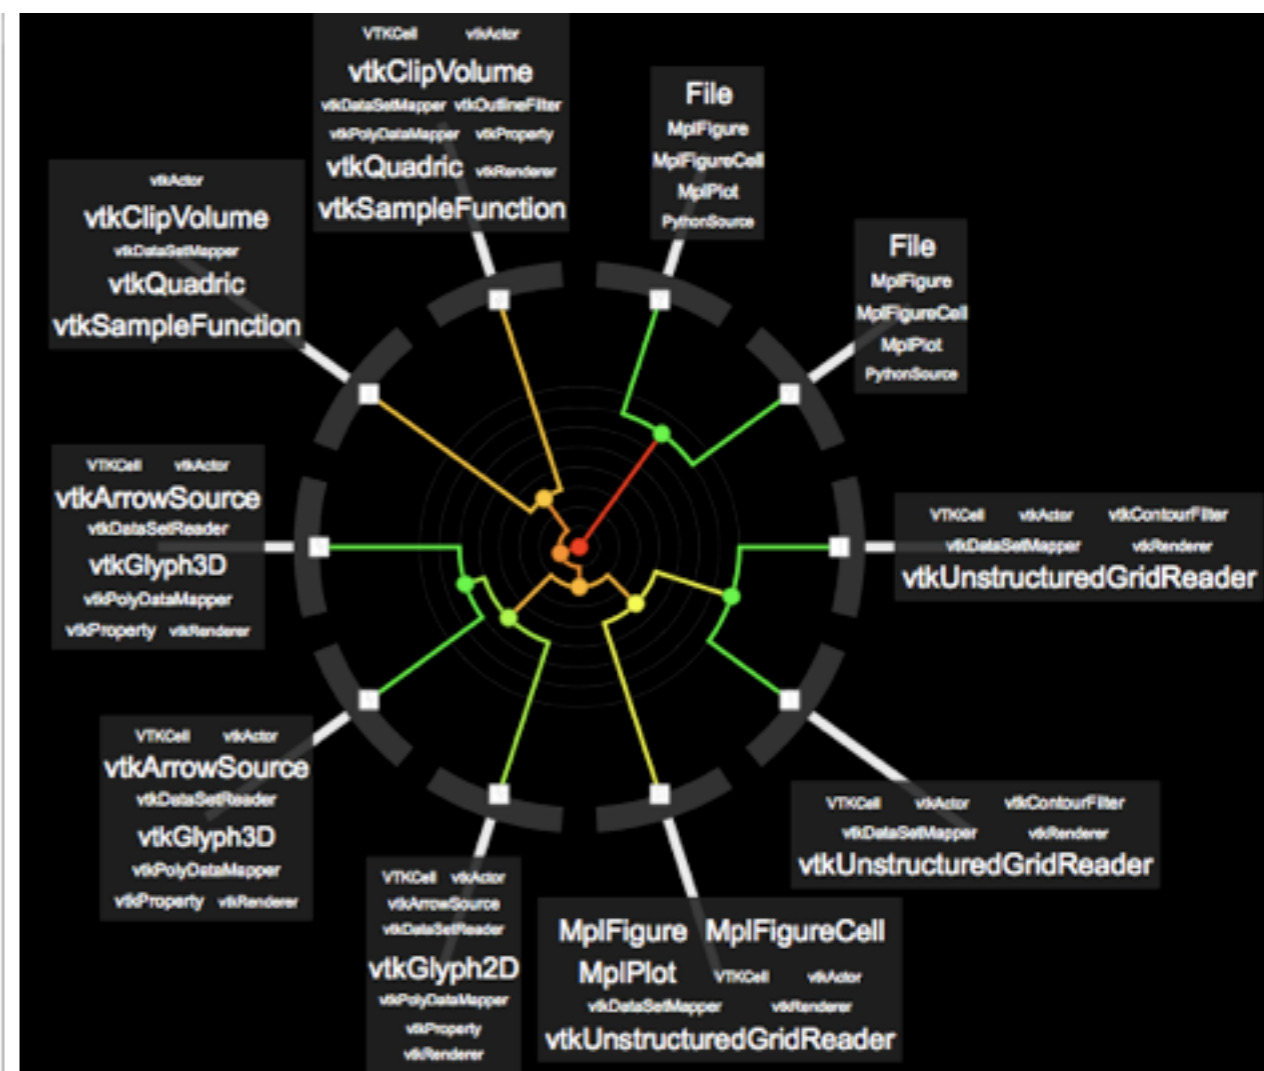 VTKCell vtkActor
vtkClipVolume
vtkDataSetMapper vtkOutlineFilter
vtkPolyDataMapper vtkProperty
vtkQuadric vtkRenderer
vtkSampleFunction
File
MplFigure
MplFigureCell
MplPlot
PythonSource
vtkActor
vtkClipVolume
vtkDataSetMapper
vtkQuadric
vtkSampleFunction
File
MplFigure
MplFigureCell
MplPlot
PythonSource
VTKCell vtkActor
vtkArrowSource
vtkDataSetReader
vtkGlyph3D
vtkPolyDataMapper
vtkProperty vtkRenderer
VTKCell vtkActor vtkContourFilter
vtkDataSetMapper vtkRenderer
vtkUnstructuredGridReader
VTKCell vtkActor
vtkArrowSource
vtkDataSetReader
vtkGlyph3D
vtkPolyDataMapper
vtkProperty vtkRenderer
VTKCell vtkActor vtkContourFilter
vtkDataSetMapper vtkRenderer
vtkUnstructuredGridReader
VTKCell vtkActor
vtkArrowSource
vtkDataSetReader
vtkGlyph2D
vtkPolyDataMapper
vtkProperty
vtkRenderer
MplFigure MplFigureCell
MplPlot VTKCell vtkActor
vtkDataSetMapper vtkRenderer
vtkUnstructuredGridReader